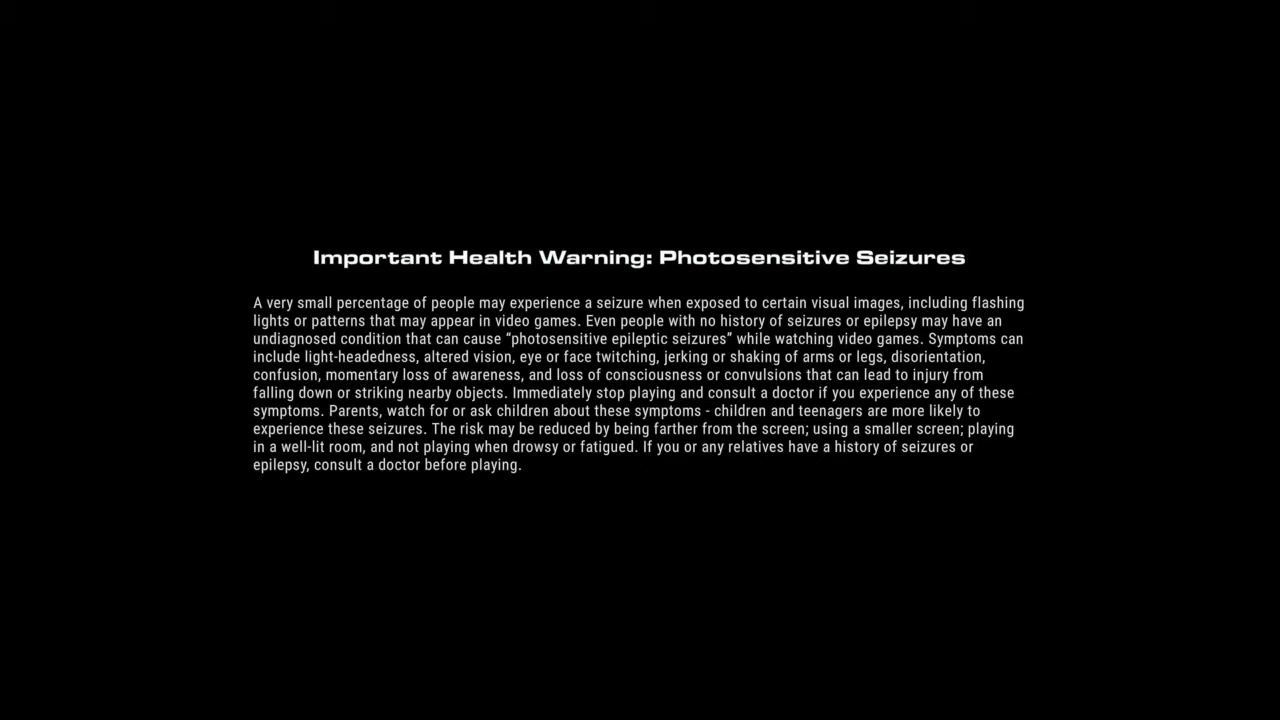 Important Health Warning: Photosensitive Seizures
A very small percentage of people may experience a seizure when exposed to certain visual images, including flashing
lights or patterns that may appear in video games. Even people with no history of seizures or epilepsy may have an
undiagnosed condition that can cause “photosensitive epileptic seizures” while watching video games. Symptoms can
include light-headedness, altered vision, eye or face twitching, jerking or shaking of arms or legs, disorientation,
confusion, momentary loss of awareness, and loss of consciousness or convulsions that can lead to injury from
falling down or striking nearby objects. Immediately stop playing and consult a doctor if you experience any of these
symptoms. Parents, watch for or ask children about these symptoms - children and teenagers are more likely to
experience these seizures. The risk may be reduced by being farther from the screen; using a smaller screen; playing
in a well-lit room, and not playing when drowsy or fatigued. If you or any relatives have a history of seizures or
epilepsy, consult a doctor before playing.